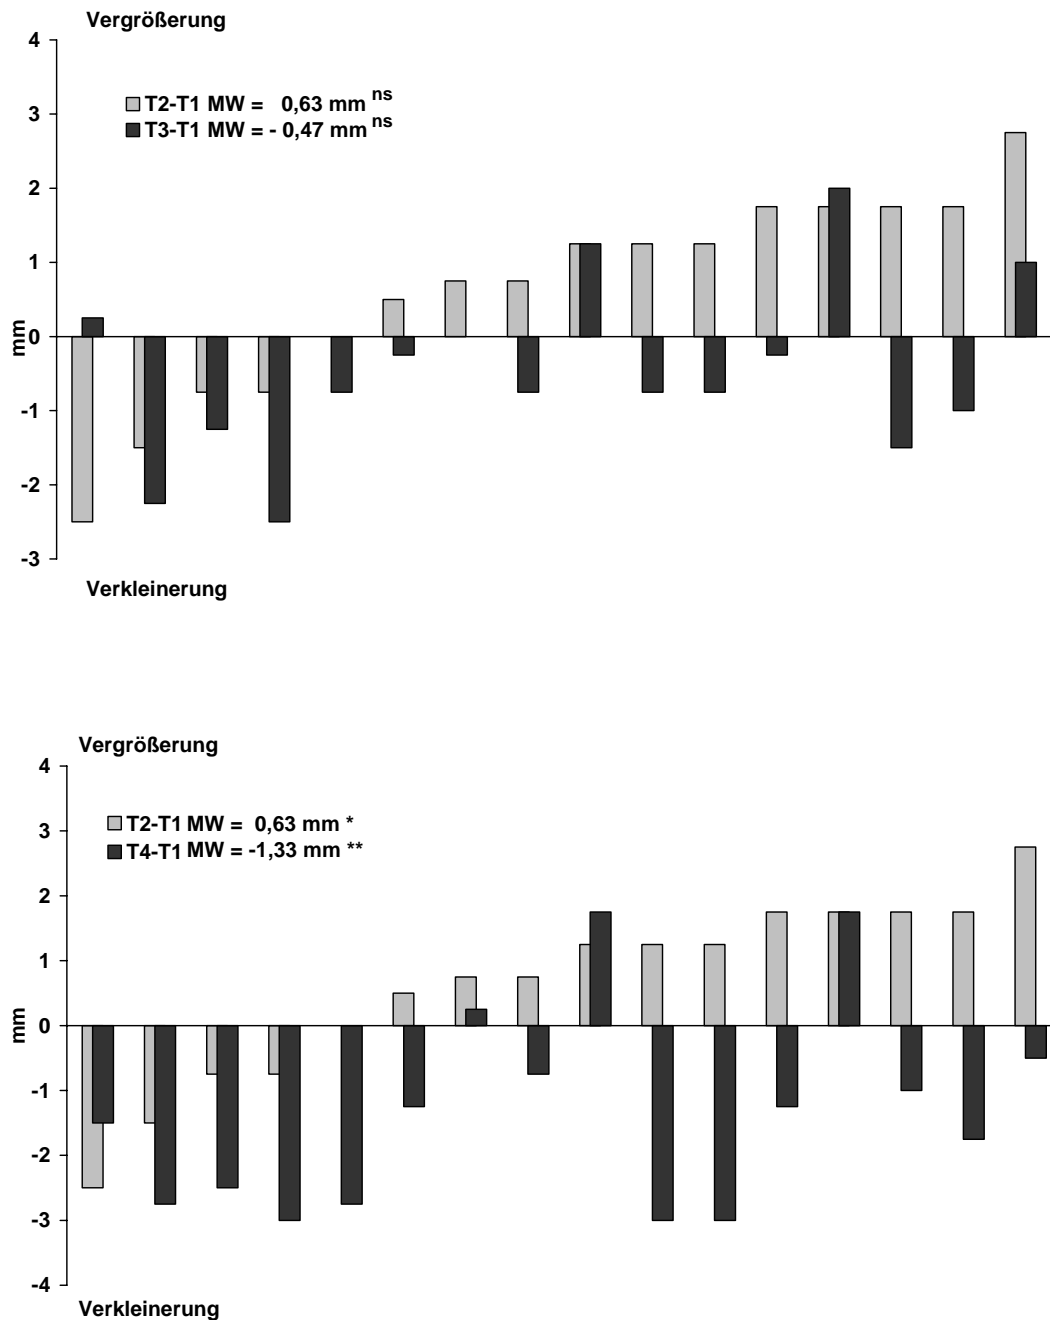 Vergrößerung
4
T2-T1 MW = 0,63 mm ns
3
T3-T1 MW = - 0,47 mm ns
2
1
0
mm
-1
-2
-3
Verkleinerung
Vergrößerung
4
T2-T1 MW = 0,63 mm *
3
T4-T1 MW = -1,33 mm **
2
1
0
mm
-1
-2
-3
-4
Verkleinerung